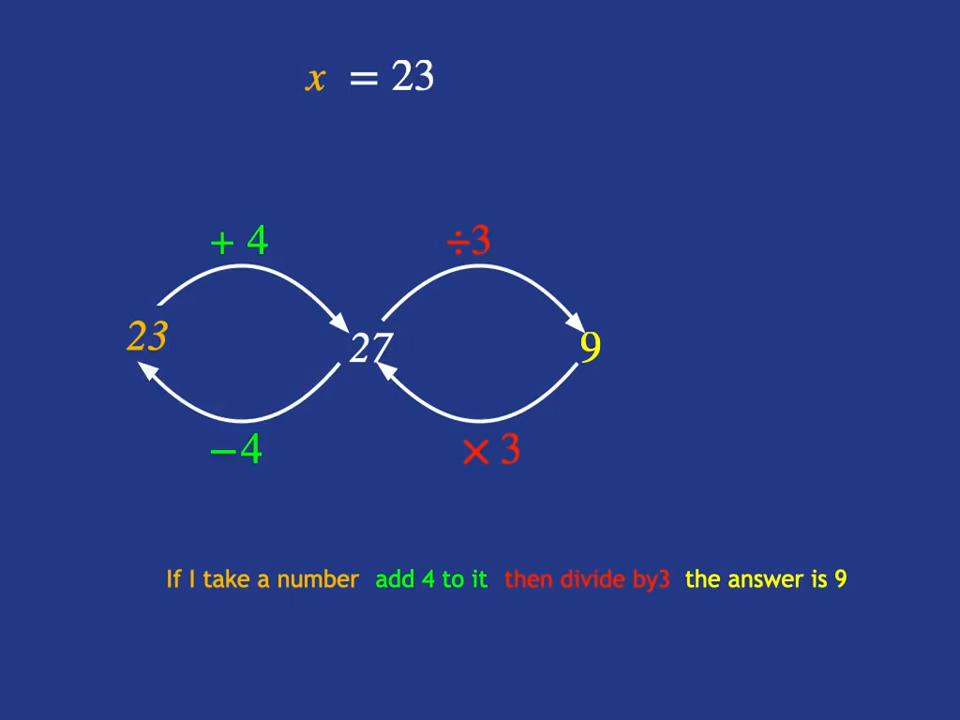 x = 23
+ 4 ÷3
23 27 9
−4 × 3
If I take a number add 4 to it then divide by3 the answer is 9